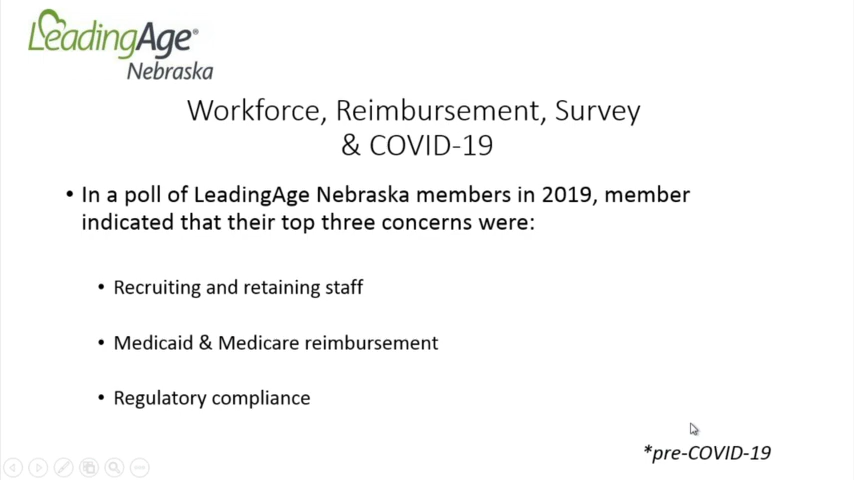 LeadingAge®
Nebraska
Workforce, Reimbursement, Survey
& COVID-19
• In a poll of LeadingAge Nebraska members in 2019, member
indicated that their top three concerns were:
• Recruiting and retaining staff
• Medicaid & Medicare reimbursement
• Regulatory compliance
*pre-COVID-19